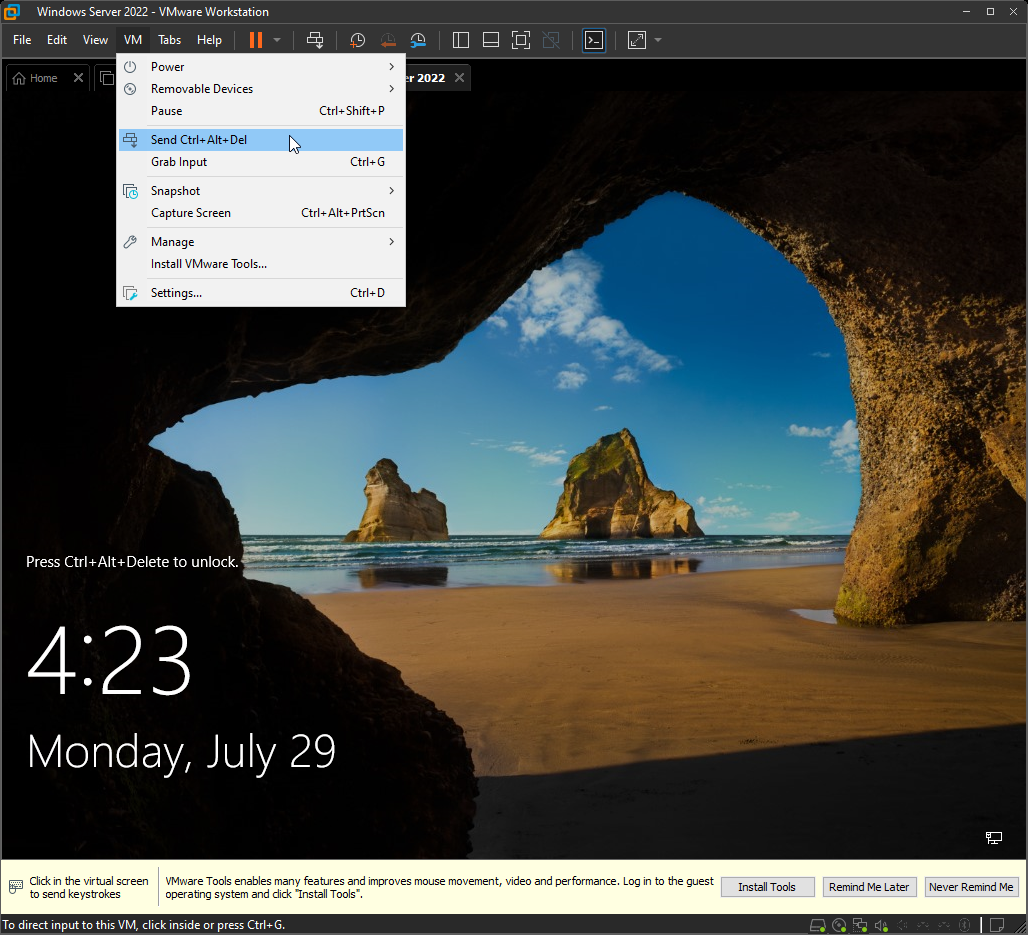 Windows Server 2022 - VMware Workstation
File Edit View VM Tabs Help
Home
er 2022
Power
Removable Devices
Pause Ctrl+Shift+P
Send Ctrl+Alt+Del
Grab Input Ctrl+G
Snapshot
Capture Screen Ctrl+Alt+PrtScn
Manage
Install VMware Tools...
Settings... Ctrl+D
Press Ctrl+Alt+Delete to unlock.
4:23
Monday, July 29
Click in the virtual screen
to send keystrokes
VMware Tools enables many features and improves mouse movement, video and performance. Log in to the guest
operating system and click "Install Tools".
Install Tools
Remind Me Later
Never Remind Me
To direct input to this VM, click inside or press Ctrl+G.